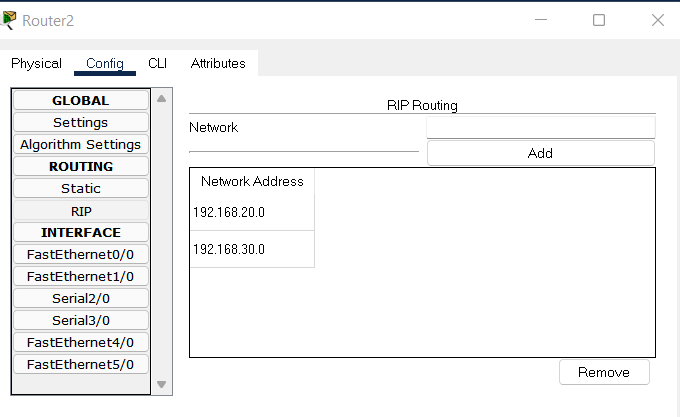 Router2
Physical Config CLI Attributes
GLOBAL
Settings
Algorithm Settings
ROUTING
Static
RIP
INTERFACE
FastEthernet0/0
FastEthernet1/0
Serial2/0
Serial3/0
FastEthernet4/0
FastEthernet5/0
RIP Routing
Network
Add
Network Address
192.168.20.0
192.168.30.0
Remove